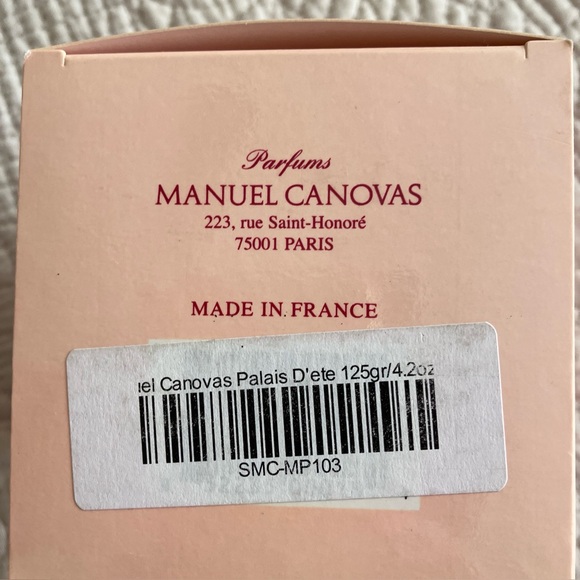 Parfums
MANUEL CANOVAS
223, rue Saint-Honoré
75001 PARIS
MADE IN FRANCE
uel Canovas Palais D'ete 125gr/4.2oz
SMC-MP103